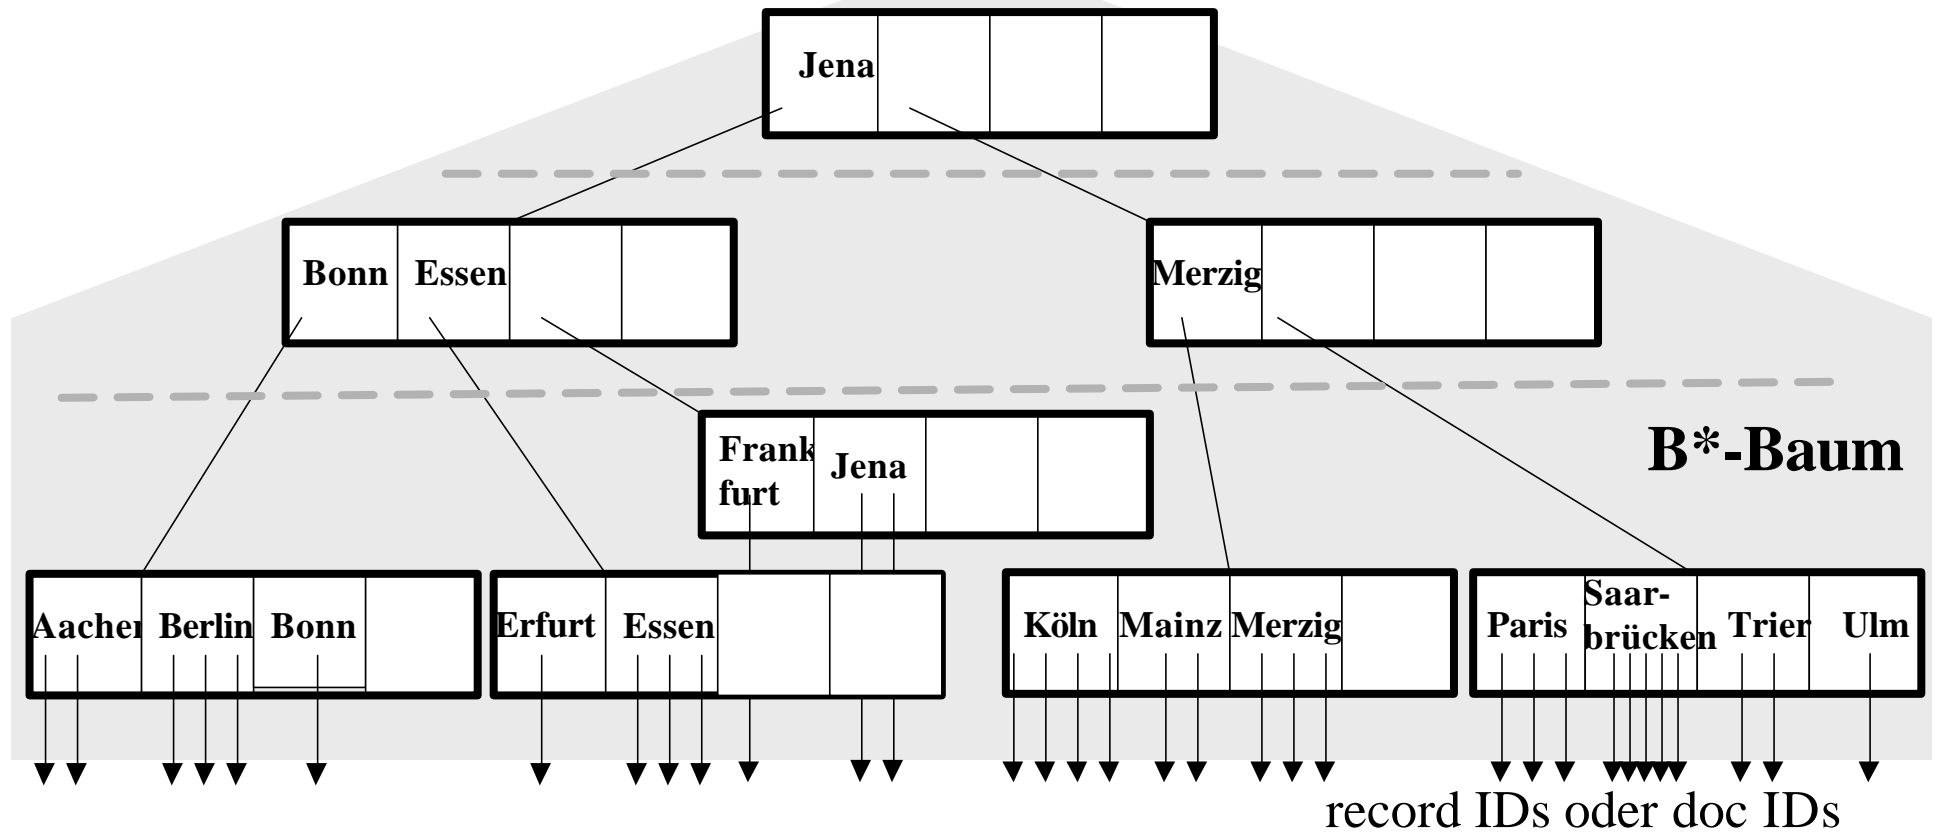 Jena
Bonn Essen
Merzig
Frank
furt
Jena
B*-Baum
Aachen Berlin Bonn
Erfurt Essen
Köln Mainz Merzig
Paris
Saar-
brücken
Trier Ulm
record IDs oder doc IDs